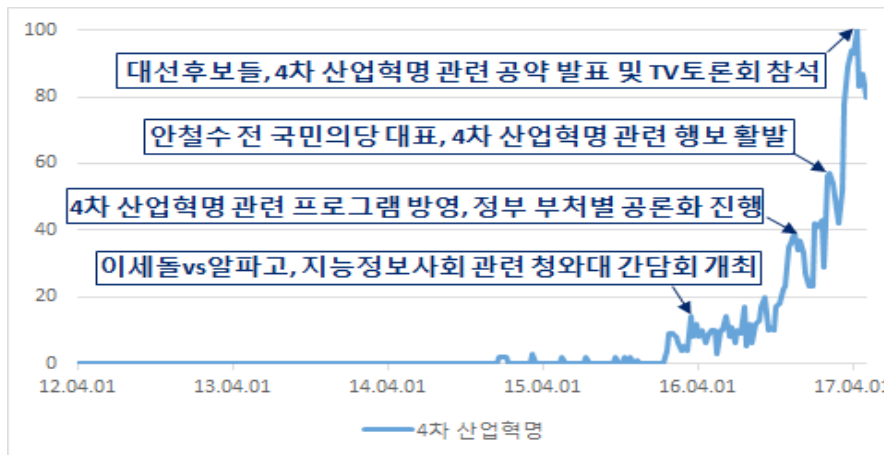 100
대선후보들, 4차 산업혁명 관련 공약 발표 및 TV토론회 참석
80
안철수 전 국민의당 대표, 4차 산업혁명 관련 행보 활발
60
4차 산업혁명 관련 프로그램 방영, 정부 부처별 공론화 진행
40
이세돌vs알파고, 지능정보사회 관련 청와대 간담회 개최
20
0
12.04.01 13.04.01 14.04.01 15.04.01 16.04.01 17.04.01
4차 산업혁명